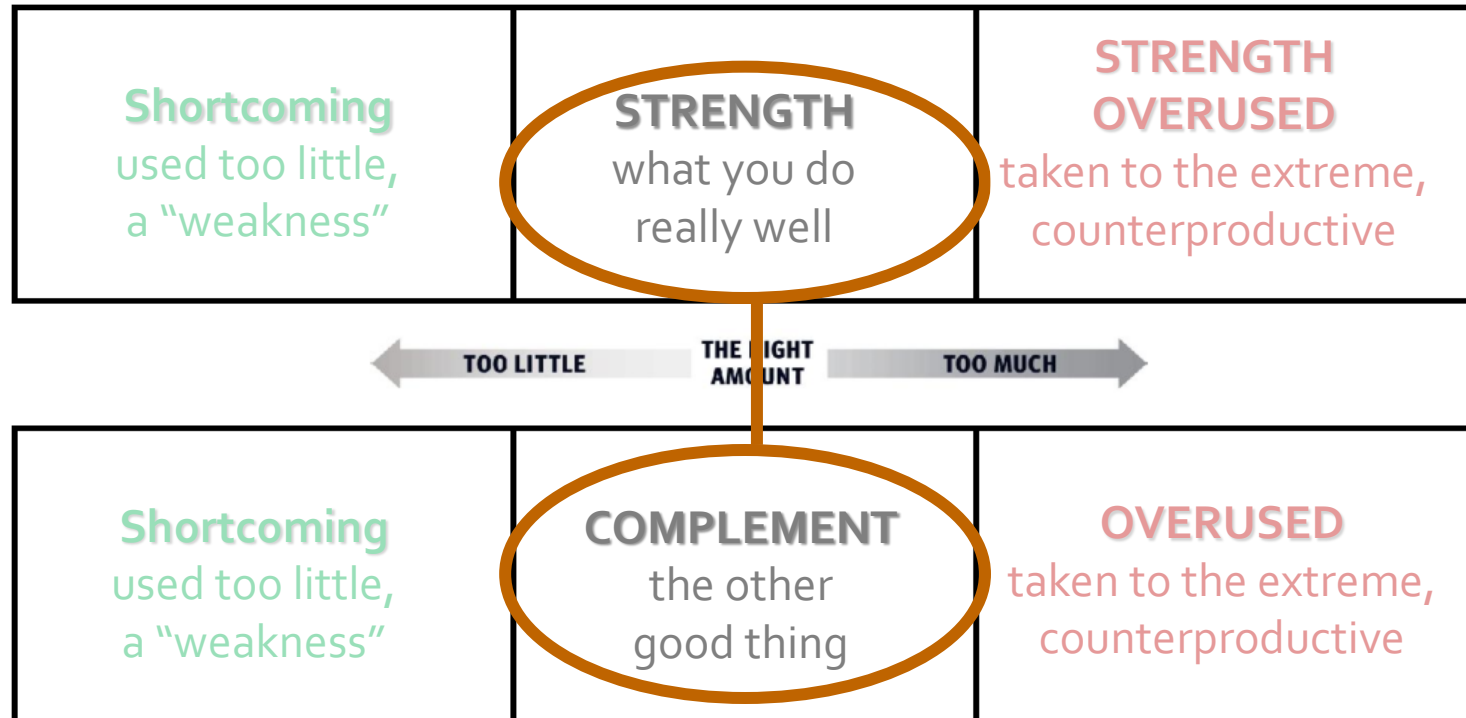 Shortcoming
used too little,
a “weakness”
STRENGTH
what you do
really well
STRENGTH
OVERUSED
taken to the extreme,
counterproductive
TOO LITTLE
THE RIGHT
AMOUNT
TOO MUCH
Shortcoming
used too little,
a “weakness”
COMPLEMENT
the other
good thing
OVERUSED
taken to the extreme,
counterproductive